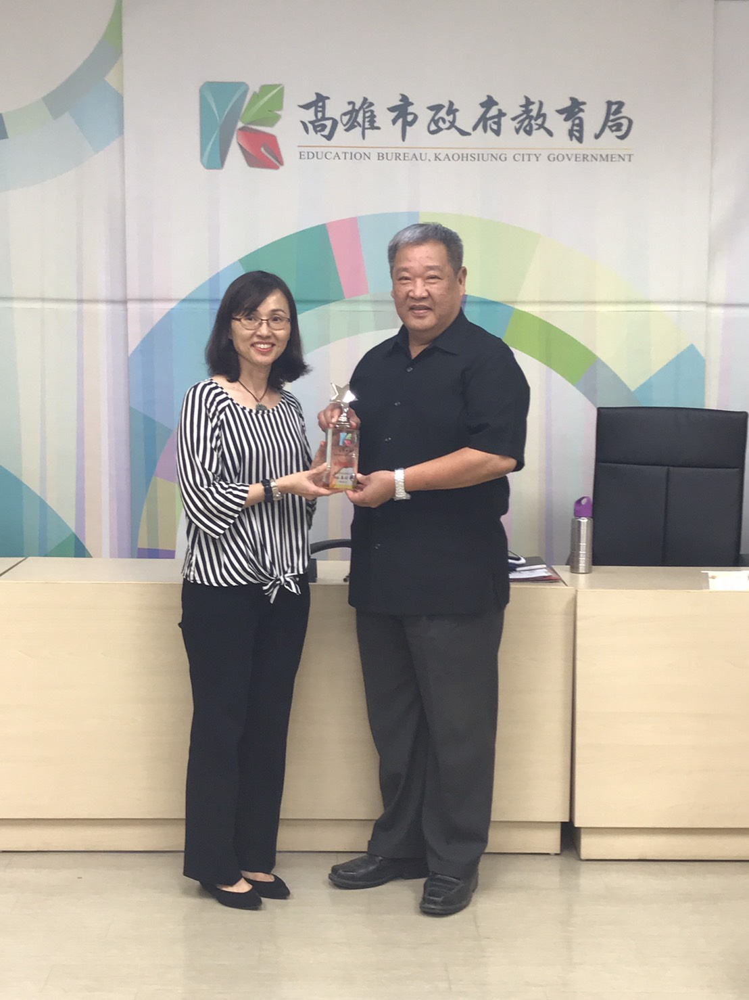 高雄市政府教育局
EDUCATION BUREAU, KAOHSIUNG CITY GOVERNMENT